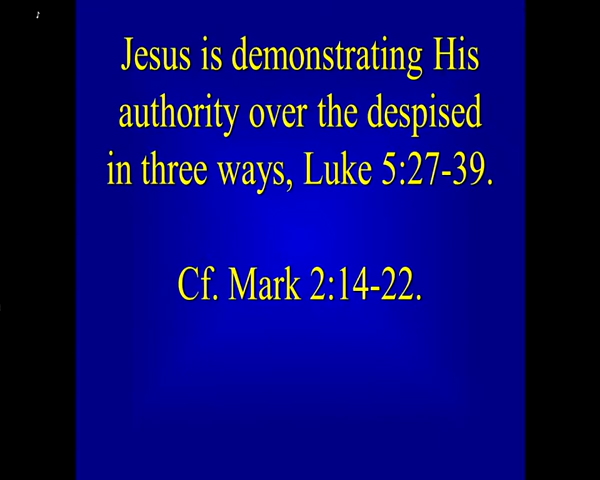 Jesus is demonstrating His
authority over the despised
in three ways, Luke 5:27-39.
Cf. Mark 2:14-22.